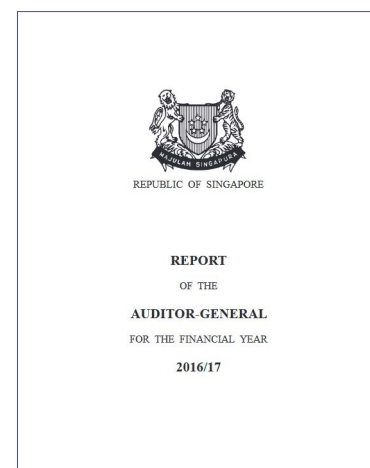 MAJULAH SINGAPURA
REPUBLIC OF SINGAPORE
REPORT
OF THE
AUDITOR-GENERAL
FOR THE FINANCIAL YEAR
2016/17